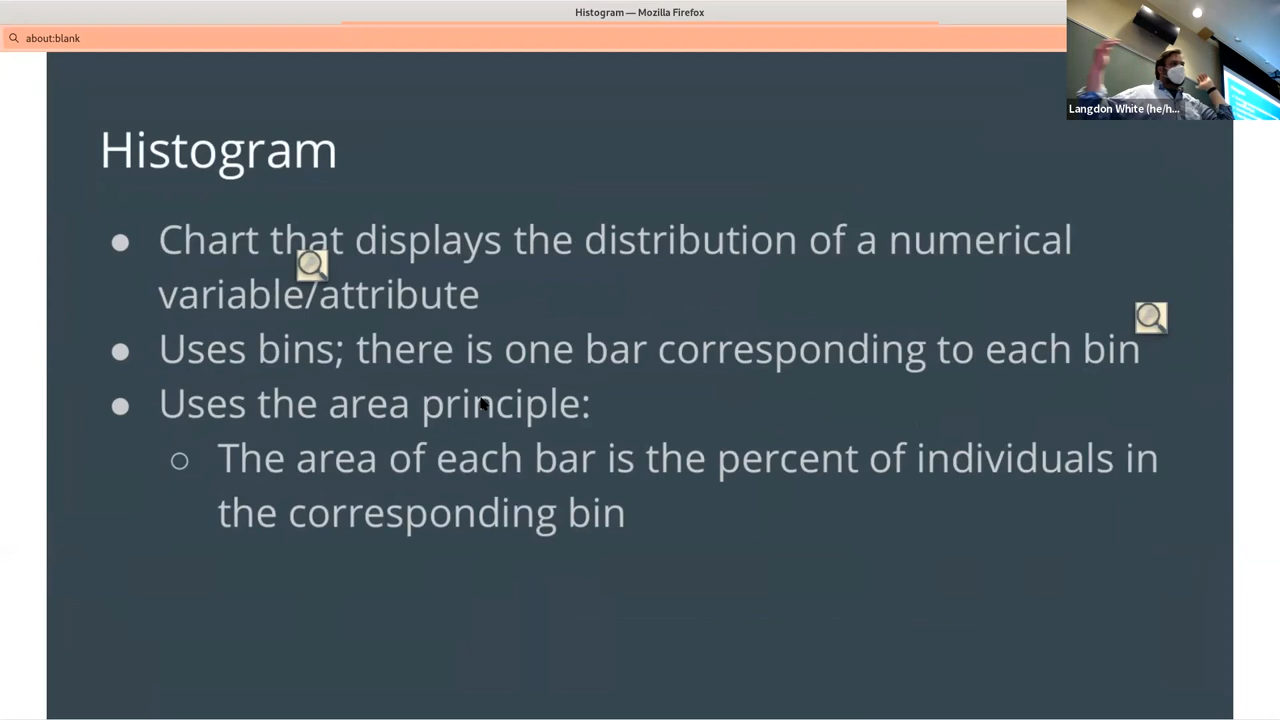 Histogram — Mozilla Firefox
about:blank
Langdon White (he/h...
Histogram
● Chart that displays the distribution of a numerical
variable/attribute
● Uses bins; there is one bar corresponding to each bin
● Uses the area principle:
○ The area of each bar is the percent of individuals in
the corresponding bin